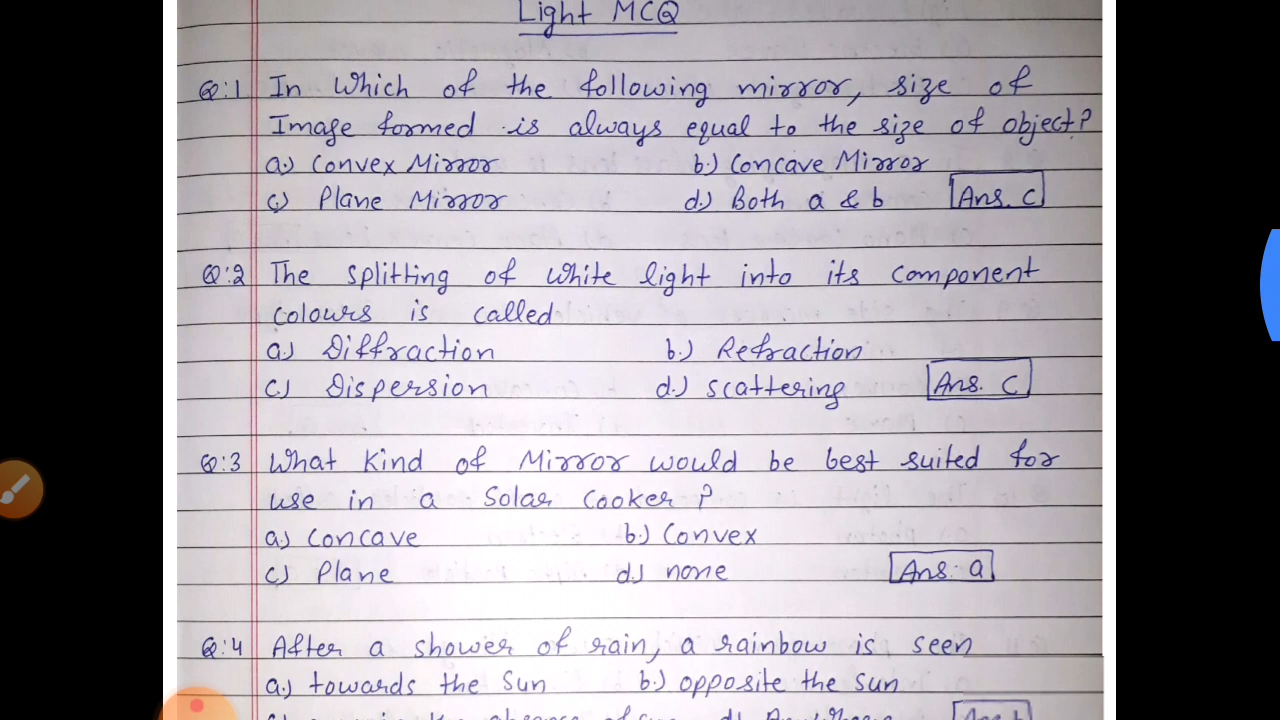 Light MCQ
Q:1 In Which of the following mirror, size of
Image formed is always equal to the size of object?
a.) Convex Mirror b.) Concave Mirror
c) Plane Mirror d.) Both a & b Ans. c
Q:2 The splitting of white light into its component
colours is called
a.) Diffraction b.) Refraction
c.) Dispersion d.) scattering Ans. c
Q:3 What Kind of Mirror would be best suited for
use in a Solar Cooker?
a.) Concave b.) Convex
c) Plane d.) none Ans. a
Q:4 After a shower of rain, a rainbow is seen
a.) towards the Sun b.) opposite the sun
the absence of d.)